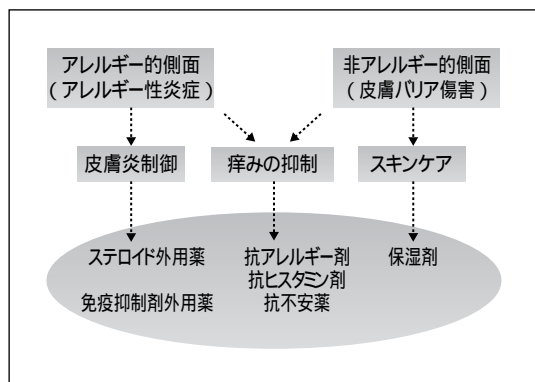 アレルギー的側面
(アレルギー性炎症)
非アレルギー的側面
(皮膚バリア傷害)
皮膚炎制御
痒みの抑制
スキンケア
ステロイド外用薬
免疫抑制剤外用薬
抗アレルギー剤
抗ヒスタミン剤
抗不安薬
保湿剤